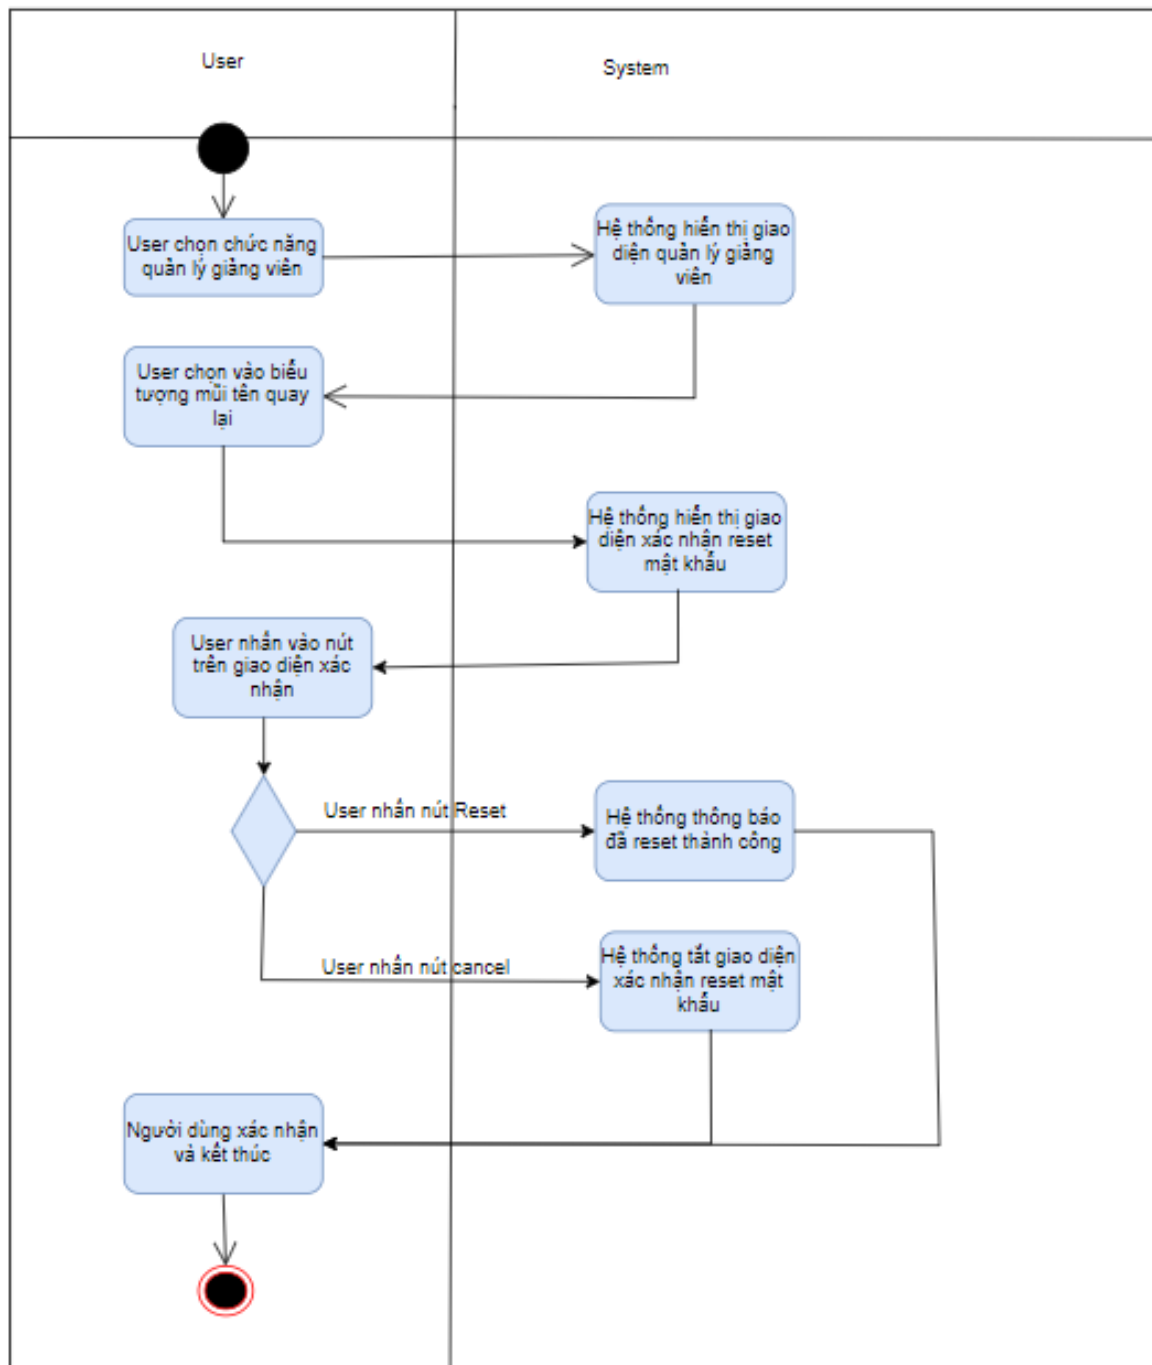 User
System
User chọn chức năng
quản lý giảng viên
Hệ thống hiển thị giao
diện quản lý giảng
viên
User chọn vào biểu
tượng mũi tên quay
lại
Hệ thống hiển thị giao
diện xác nhận reset
mật khẩu
User nhấn vào nút
trên giao diện xác
nhận
User nhấn nút Reset
Hệ thống thông báo
đã reset thành công
User nhấn nút cancel
Hệ thống tắt giao diện
xác nhận reset mật
khẩu
Người dùng xác nhận
và kết thúc